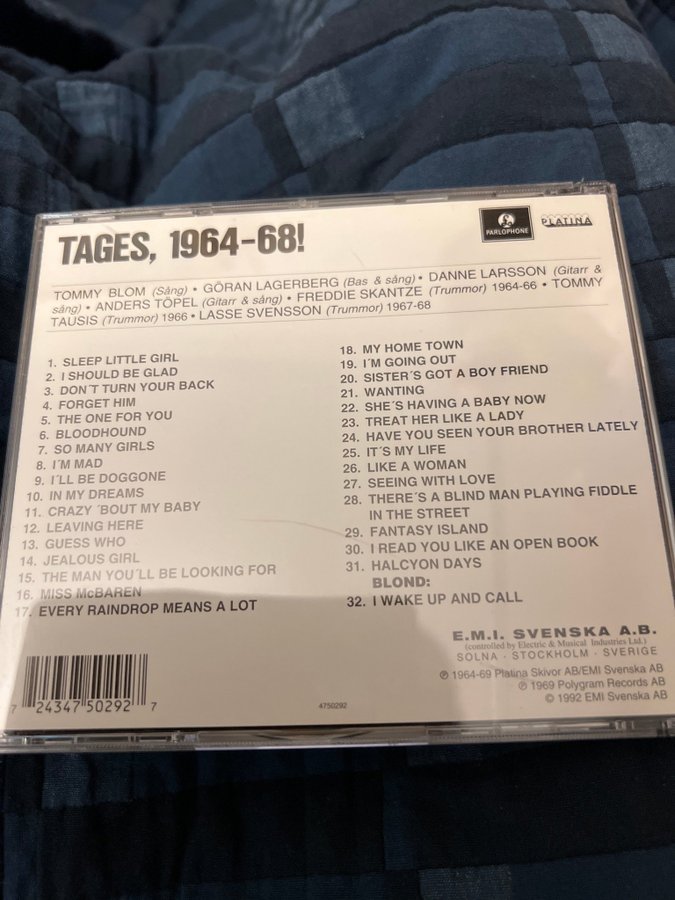 TAGES, 1964-68!
PARLOPHONE
PLATINA
TOMMY BLOM (Sång) • GÖRAN LAGERBERG (Bas & sång) • DANNE LARSSON (Gitarr &
sång) • ANDERS TÖPEL (Gitarr & sång) • FREDDIE SKANTZE (Trummor) 1964-66 • TOMMY
TAUSIS (Trummor) 1966 • LASSE SVENSSON (Trummor) 1967-68
1. SLEEP LITTLE GIRL
2. I SHOULD BE GLAD
3. DON´T TURN YOUR BACK
4. FORGET HIM
5. THE ONE FOR YOU
6. BLOODHOUND
7. SO MANY GIRLS
8. I´M MAD
9. I´LL BE DOGGONE
10. IN MY DREAMS
11. CRAZY ´BOUT MY BABY
12. LEAVING HERE
13. GUESS WHO
14. JEALOUS GIRL
15. THE MAN YOU´LL BE LOOKING FOR
16. MISS McBAREN
17. EVERY RAINDROP MEANS A LOT
18. MY HOME TOWN
19. I´M GOING OUT
20. SISTER´S GOT A BOY FRIEND
21. WANTING
22. SHE´S HAVING A BABY NOW
23. TREAT HER LIKE A LADY
24. HAVE YOU SEEN YOUR BROTHER LATELY
25. IT´S MY LIFE
26. LIKE A WOMAN
27. SEEING WITH LOVE
28. THERE´S A BLIND MAN PLAYING FIDDLE
IN THE STREET
29. FANTASY ISLAND
30. I READ YOU LIKE AN OPEN BOOK
31. HALCYON DAYS
BLOND:
32. I WAKE UP AND CALL
E.M.I. SVENSKA A.B.
(controlled by Electric & Musical Industries Ltd.)
SOLNA · STOCKHOLM · SVERIGE
℗ 1964-69 Platina Skivor AB/EMI Svenska AB
℗ 1969 Polygram Records AB
© 1992 EMI Svenska AB
7 24347 50292 7
4750292